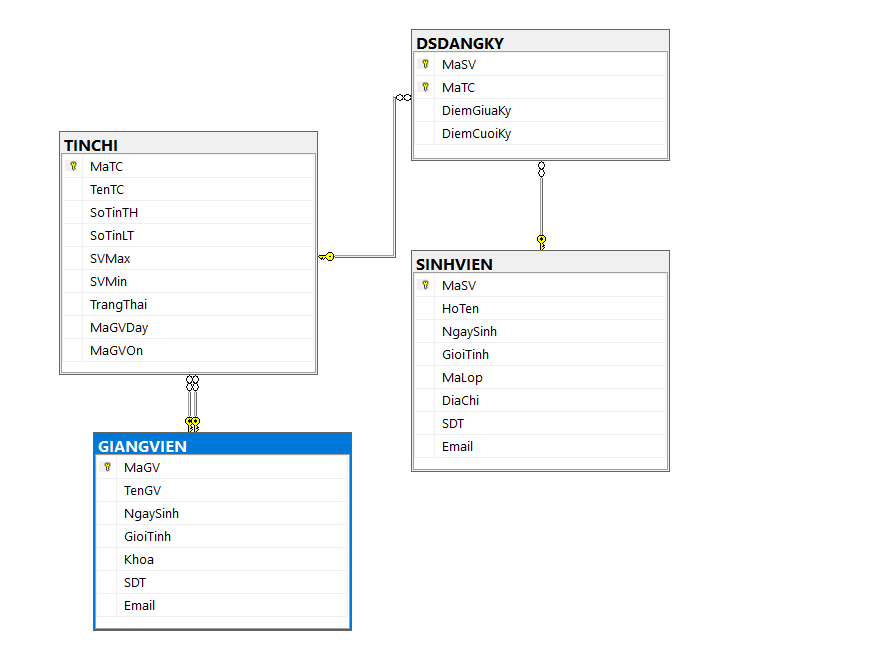 DSDANGKY
MaSV
MaTC
DiemGiuaKy
DiemCuoiKy
TINCHI
MaTC
TenTC
SoTinTH
SoTinLT
SVMax
SVMin
TrangThai
MaGVDay
MaGVOn
SINHVIEN
MaSV
HoTen
NgaySinh
GioiTinh
MaLop
DiaChi
SDT
Email
GIANGVIEN
MaGV
TenGV
NgaySinh
GioiTinh
Khoa
SDT
Email